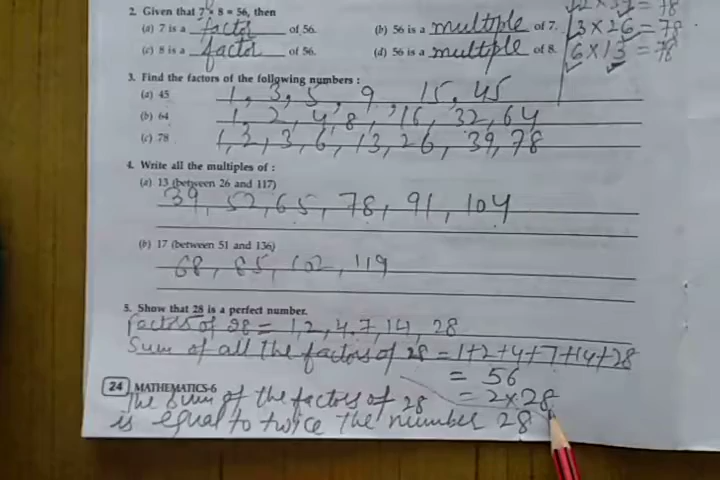 2. Given that 7 × 8 = 56, then
(a) 7 is a factor of 56. (b) 56 is a multiple of 7.
(c) 8 is a factor of 56. (d) 56 is a multiple of 8.
3 × 26 = 78
6 × 13 = 78
3. Find the factors of the following numbers :
(a) 45 1, 3, 5, 9, 15, 45
(b) 64 1, 2, 4, 8, 16, 32, 64
(c) 78 1, 2, 3, 6, 13, 26, 39, 78
4. Write all the multiples of :
(a) 13 (between 26 and 117)
39, 52, 65, 78, 91, 104
(b) 17 (between 51 and 136)
68, 85, 102, 119
5. Show that 28 is a perfect number.
Factors of 28 = 1, 2, 4, 7, 14, 28
Sum of all the factors of 28 = 1+2+4+7+14+28
= 56
24 MATHEMATICS-6
= 2×28
The sum of the factors of 28
is equal to twice the number 28